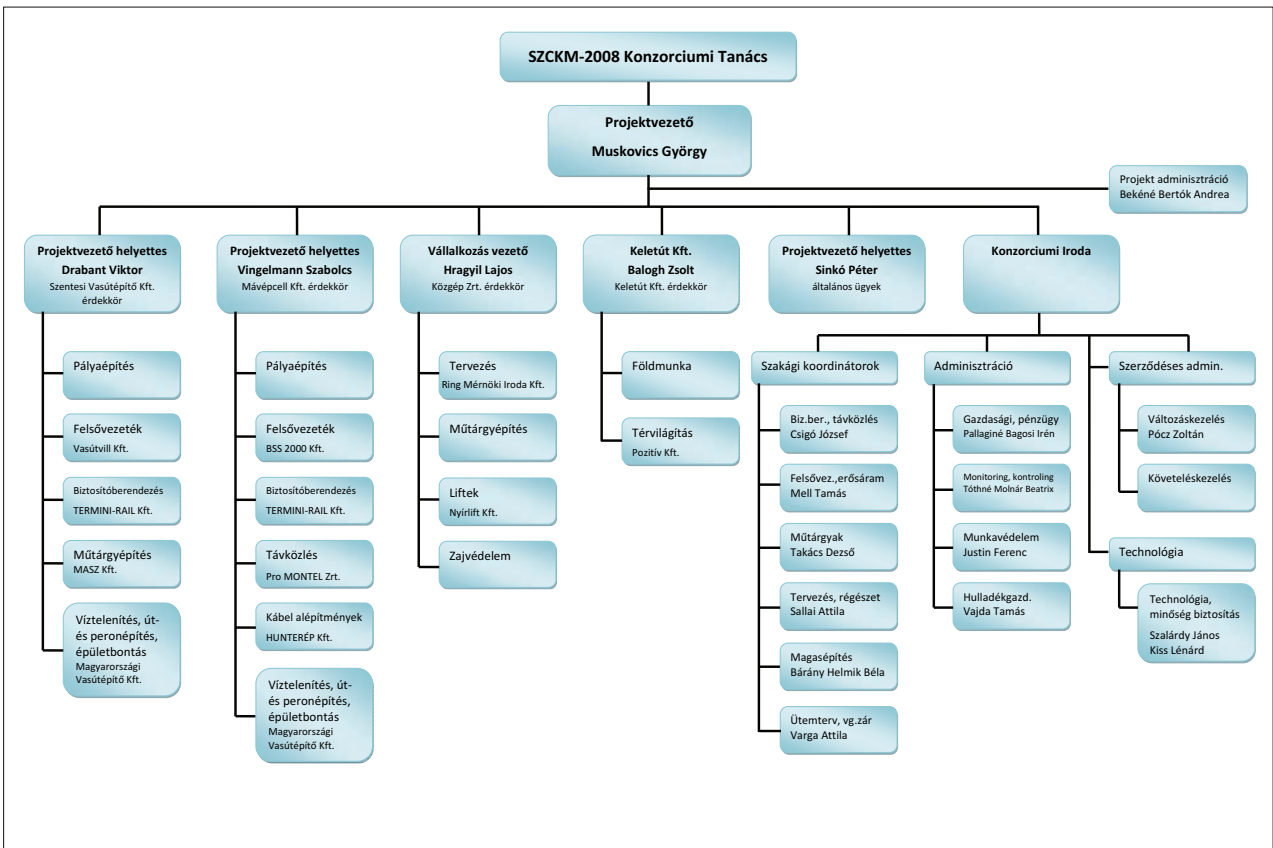 SZCKM-2008 Konzorciumi Tanács
Projektvezető
Muskovics György
Projekt adminisztráció
Bekéné Bertók Andrea
Projektvezető helyettes
Drabant Viktor
Szentesi Vasútépítő Kft.
érdekkör
Pályaépítés
Felsővezeték
Vasútvill Kft.
Biztosítóberendezés
TERMINI-RAIL Kft.
Műtárgyépítés
MASZ Kft.
Víztelenítés, út-
és peronépítés,
épületbontás
Magyarországi
Vasútépítő Kft.
Projektvezető helyettes
Vingelmann Szabolcs
Mávépcell Kft. érdekkör
Pályaépítés
Felsővezeték
BSS 2000 Kft.
Biztosítóberendezés
TERMINI-RAIL Kft.
Távközlés
Pro MONTEL Zrt.
Kábel alépítmények
HUNTERÉP Kft.
Víztelenítés, út-
és peronépítés,
épületbontás
Magyarországi
Vasútépítő Kft.
Vállalkozás vezető
Hragyil Lajos
Közgép Zrt. érdekkör
Tervezés
Ring Mérnöki Iroda Kft.
Műtárgyépítés
Liftek
Nyírlift Kft.
Zajvédelem
Keletút Kft.
Balogh Zsolt
Keletút Kft. érdekkör
Földmunka
Térvilágítás
Pozitív Kft.
Projektvezető helyettes
Sinkó Péter
általános ügyek
Konzorciumi Iroda
Szakági koordinátorok
Biz.ber., távközlés
Csigó József
Felsővez.,erősáram
Mell Tamás
Műtárgyak
Takács Dezső
Tervezés, régészet
Sallai Attila
Magasépítés
Bárány Helmik Béla
Ütemterv, vg.zár
Varga Attila
Adminisztráció
Gazdasági, pénzügy
Pallaginé Bagosi Irén
Monitoring, kontroling
Tóthné Molnár Beatrix
Munkavédelem
Justin Ferenc
Hulladékgazd.
Vajda Tamás
Szerződéses admin.
Változáskezelés
Pócz Zoltán
Követeléskezelés
Technológia
Technológia,
minőség biztosítás
Szalárdy János
Kiss Lénárd